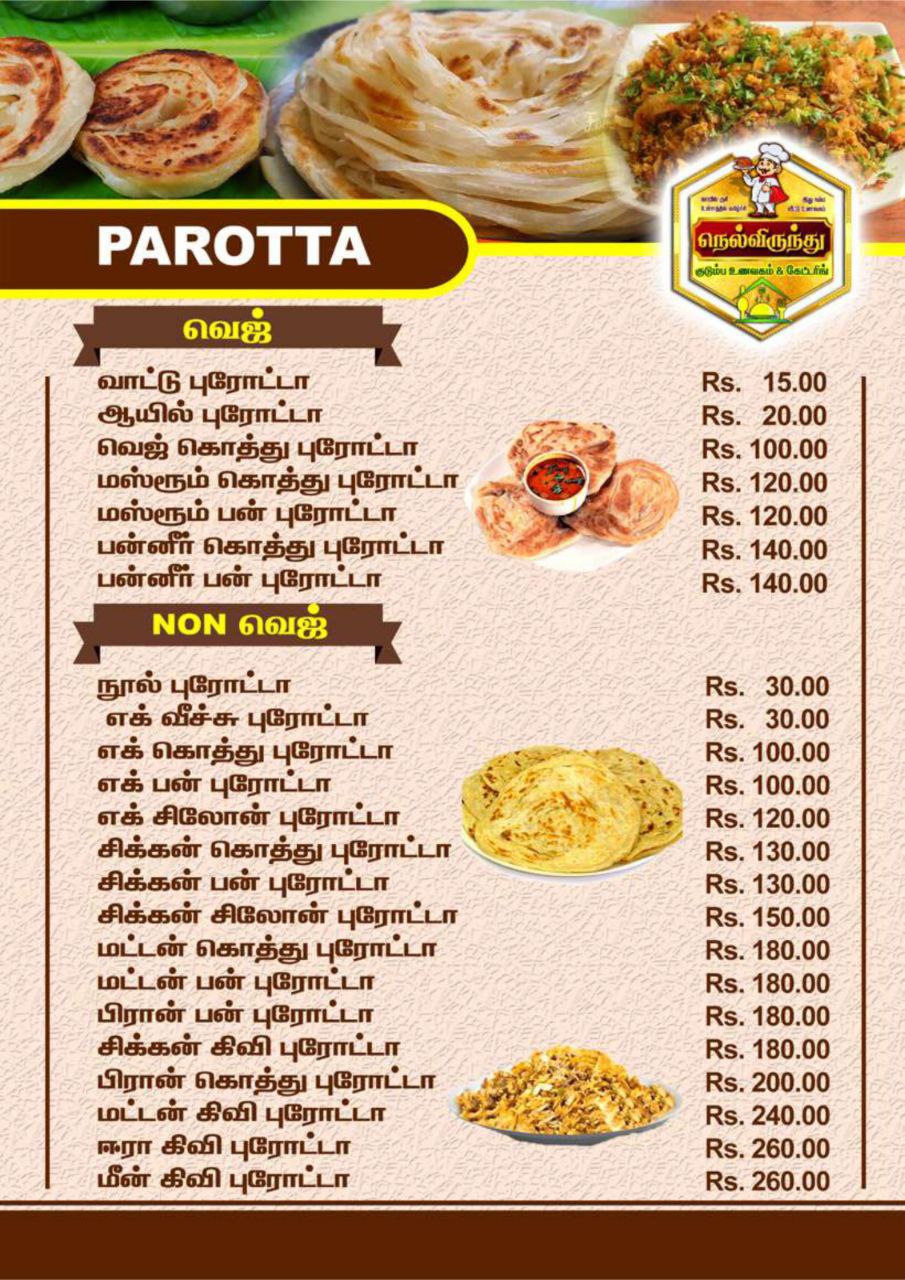 PAROTTA
நெல்விருந்து
குடும்ப உணவகம் & கேட்டரிங்
வெஜ்
வாட்டு புரோட்டா Rs. 15.00
ஆயில் புரோட்டா Rs. 20.00
வெஜ் கொத்து புரோட்டா Rs. 100.00
மஸ்ரூம் கொத்து புரோட்டா Rs. 120.00
மஸ்ரூம் பன் புரோட்டா Rs. 120.00
பன்னீர் கொத்து புரோட்டா Rs. 140.00
பன்னீர் பன் புரோட்டா Rs. 140.00
NON வெஜ்
நூல் புரோட்டா Rs. 30.00
எக் வீச்சு புரோட்டா Rs. 30.00
எக் கொத்து புரோட்டா Rs. 100.00
எக் பன் புரோட்டா Rs. 100.00
எக் சிலோன் புரோட்டா Rs. 120.00
சிக்கன் கொத்து புரோட்டா Rs. 130.00
சிக்கன் பன் புரோட்டா Rs. 130.00
சிக்கன் சிலோன் புரோட்டா Rs. 150.00
மட்டன் கொத்து புரோட்டா Rs. 180.00
மட்டன் பன் புரோட்டா Rs. 180.00
பிரான் பன் புரோட்டா Rs. 180.00
சிக்கன் கிவி புரோட்டா Rs. 180.00
பிரான் கொத்து புரோட்டா Rs. 200.00
மட்டன் கிவி புரோட்டா Rs. 240.00
ஈரா கிவி புரோட்டா Rs. 260.00
மீன் கிவி புரோட்டா Rs. 260.00